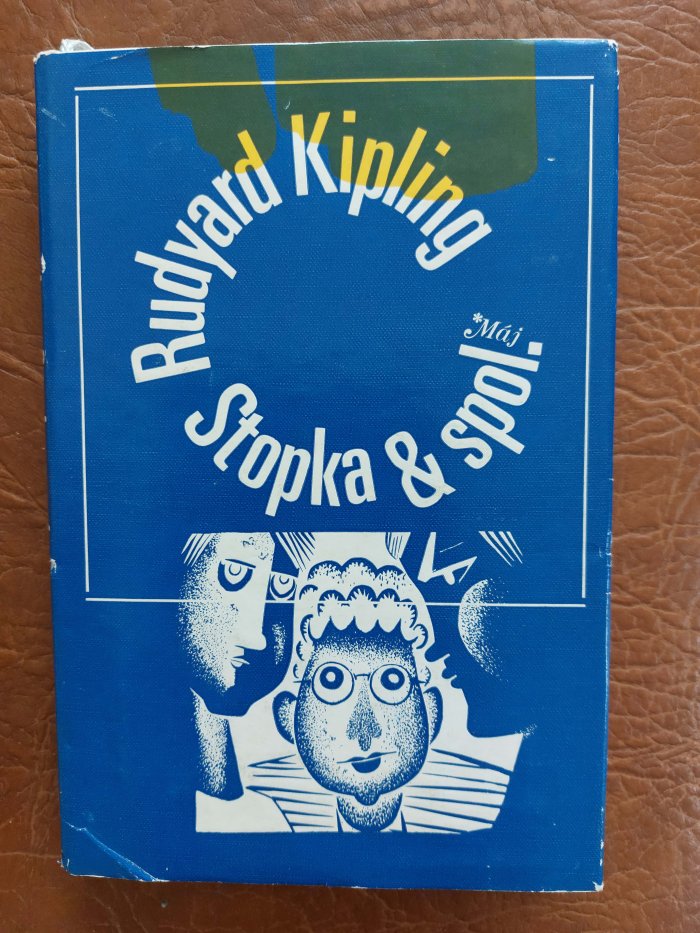 Rudyard Kipling
*Máj
Stopka & spol.